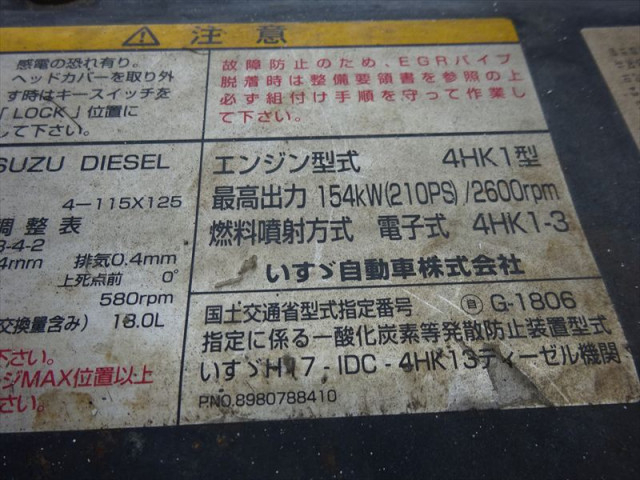 注意
感電の恐れ有り。
ヘッドカバーを取り外
す時はキースイッチを
「LOCK」位置に
して下さい。
故障防止のため、EGRパイプ
脱着時は整備要領書を参照の上
必ず組付け手順を守って作業し
て下さい。
SUZU DIESEL
4-115X125
調整表
3-4-2
4mm 排気0.4mm
上死点前 0°
580rpm
交換量含み) 13.0L
下さい。
ジMAX位置以上
さい。
エンジン型式 4HK1型
最高出力 154kW(210PS)/2600rpm
燃料噴射方式 電子式 4HK1-3
いすゞ自動車株式会社
国土交通省型式指定番号 自 G-1806
指定に係る一酸化炭素等発散防止装置型式
いすゞH17-IDC-4HK13ディーゼル機関
P.NO.8980788410